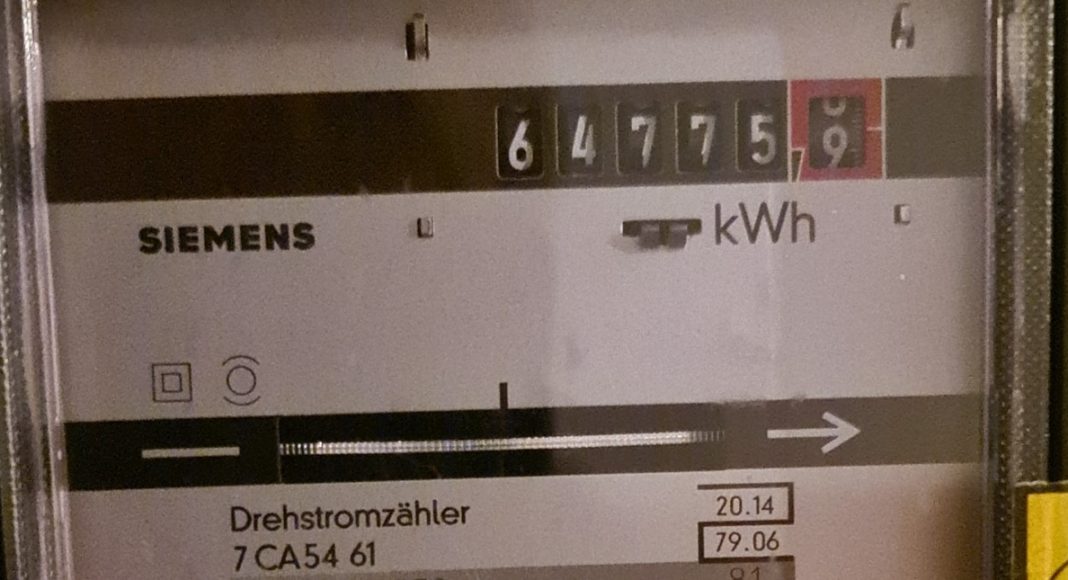 64775,9
kWh
SIEMENS
Drehstromzähler
7 CA54 61
20.14
79.06